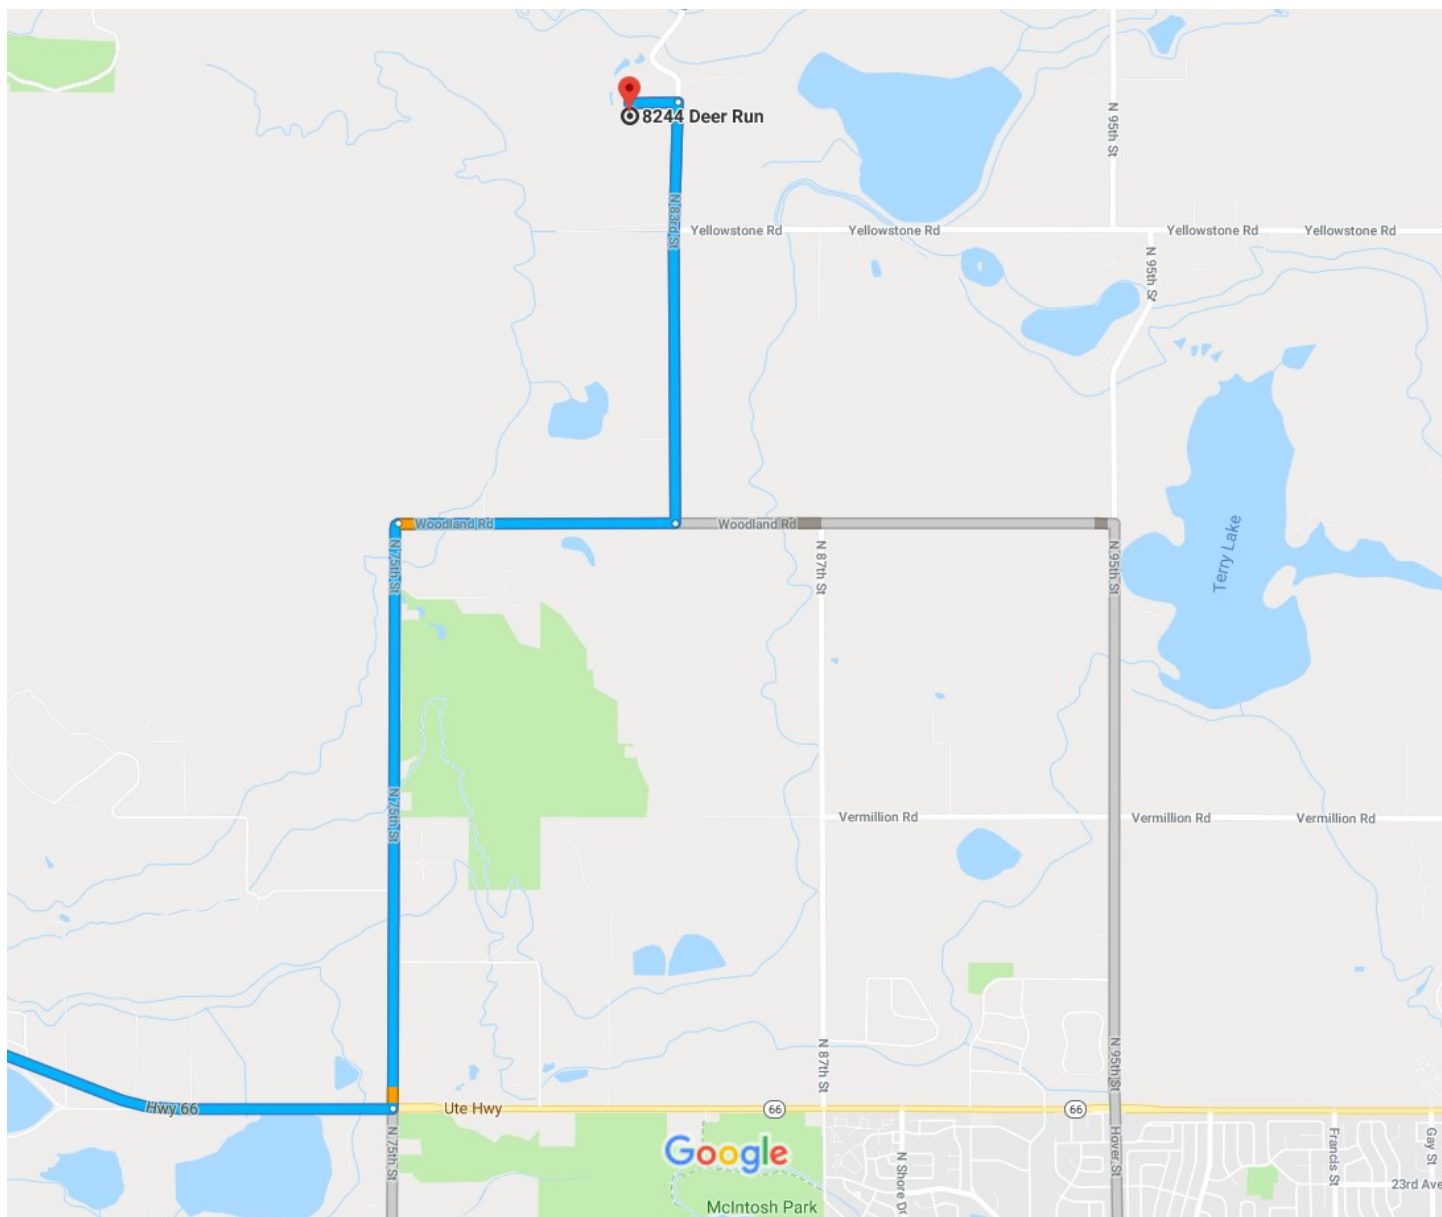 8244 Deer Run
N 95th St
N 83rd St
Yellowstone Rd
Yellowstone Rd
Yellowstone Rd
Yellowstone Rd
N 95th St
Woodland Rd
Woodland Rd
N 75th St
N 87th St
N 95th St
Terry Lake
N 75th St
Vermillion Rd
Vermillion Rd
Vermillion Rd
N 87th St
N 95th St
Hwy 66
Ute Hwy
66
66
N 75th St
Google
N Shore Dr
Hover St
Francis St
Gay St
23rd Ave
McIntosh Park